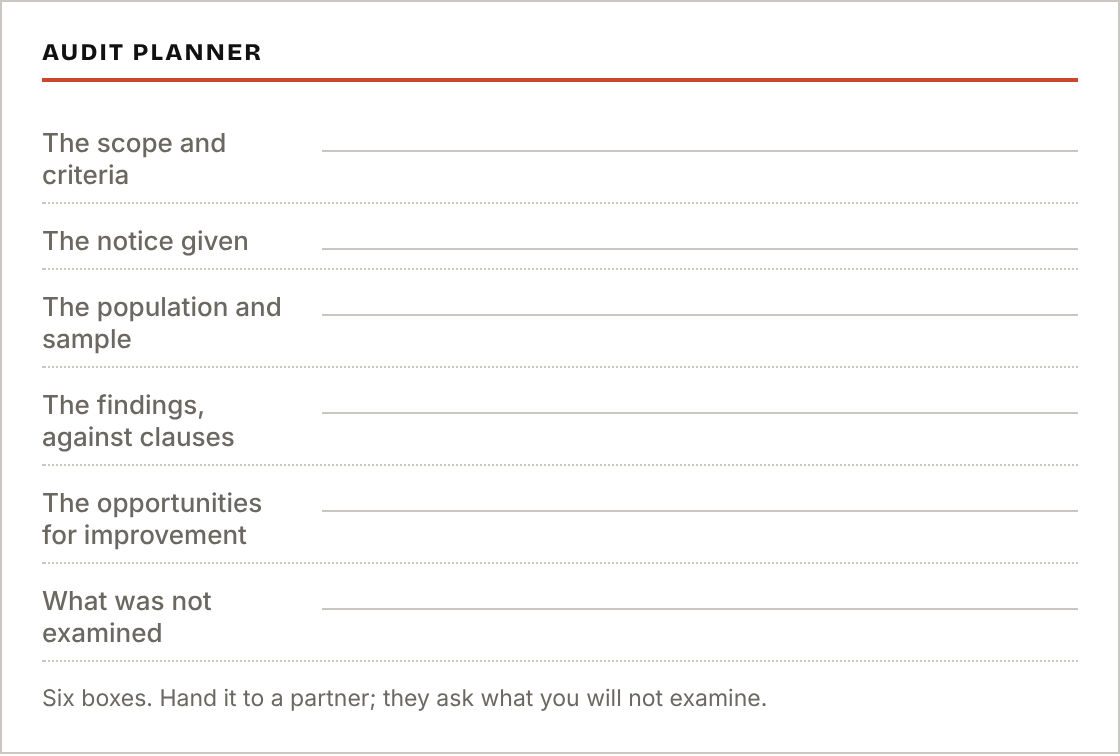 AUDIT PLANNER
The scope and
criteria
The notice given
The population and
sample
The findings,
against clauses
The opportunities
for improvement
What was not
examined
Six boxes. Hand it to a partner; they ask what you will not examine.